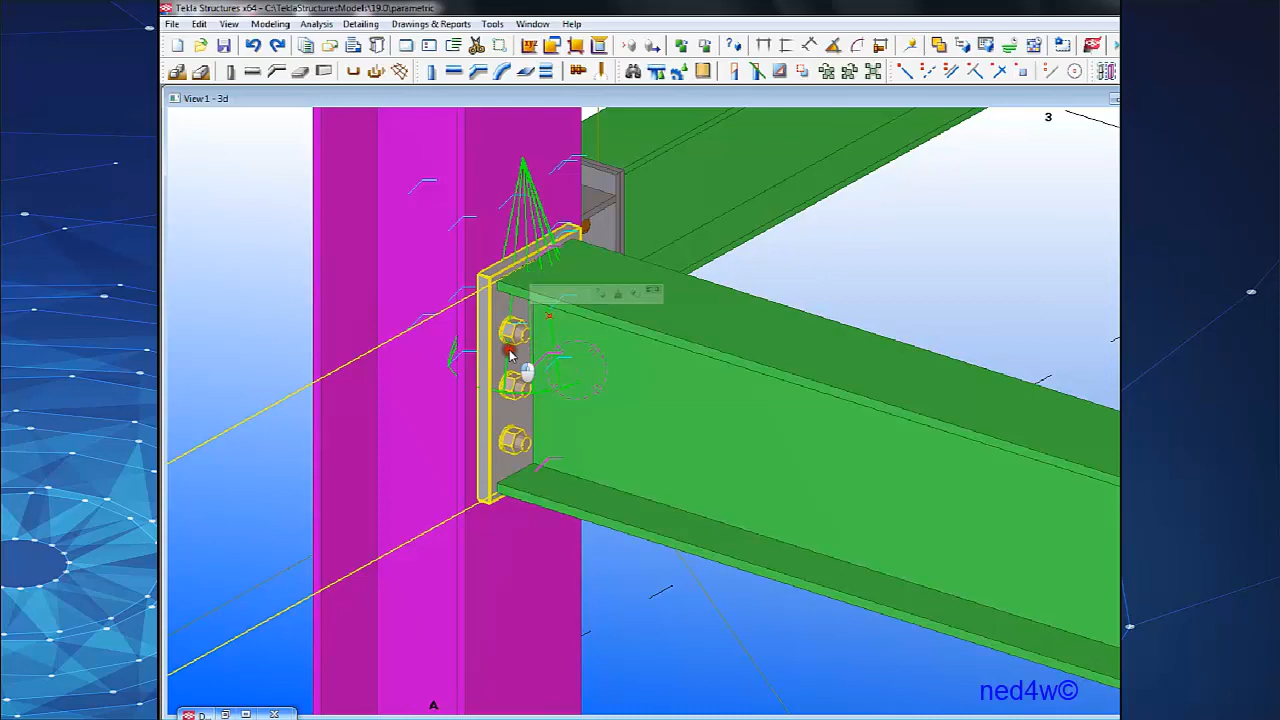 Tekla Structures x64 - C:\TeklaStructuresModels\19.0\parametric
File Edit View Modeling Analysis Detailing Drawings & Reports Tools Window Help
View 1 - 3d
3
A
D...
ned4w©